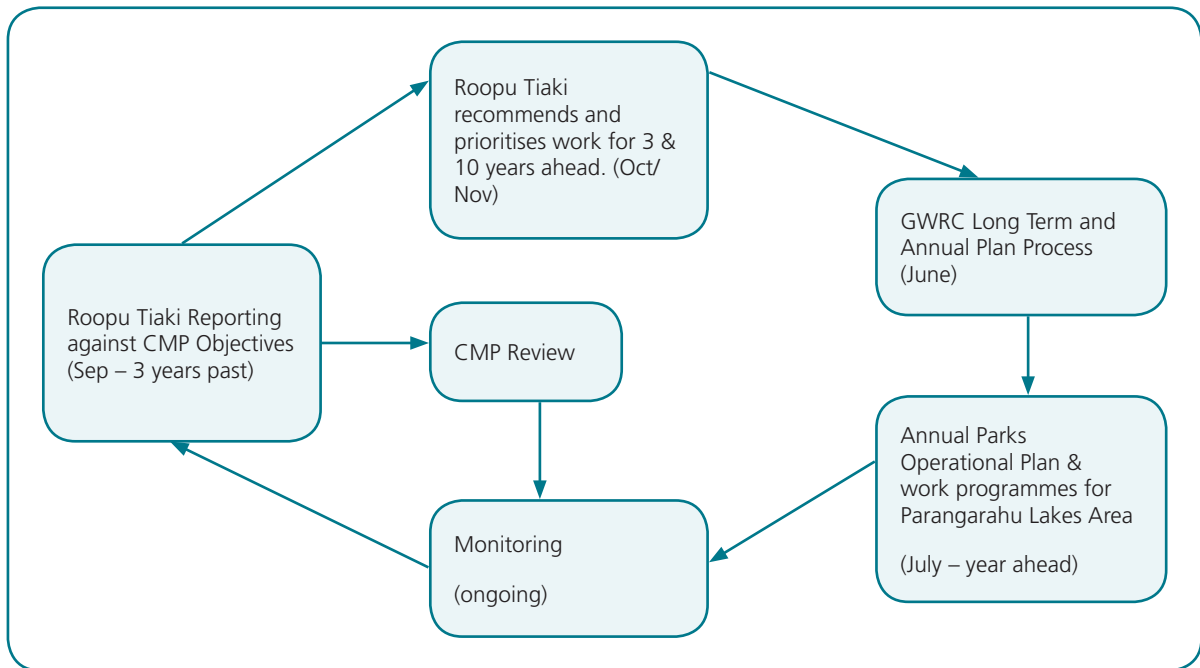 Roopu Tiaki
recommends and
prioritises work for 3 &
10 years ahead. (Oct/
Nov)
GWRC Long Term and
Annual Plan Process
(June)
Roopu Tiaki Reporting
against CMP Objectives
(Sep – 3 years past)
CMP Review
Annual Parks
Operational Plan &
work programmes for
Parangarahu Lakes Area
(July – year ahead)
Monitoring
(ongoing)